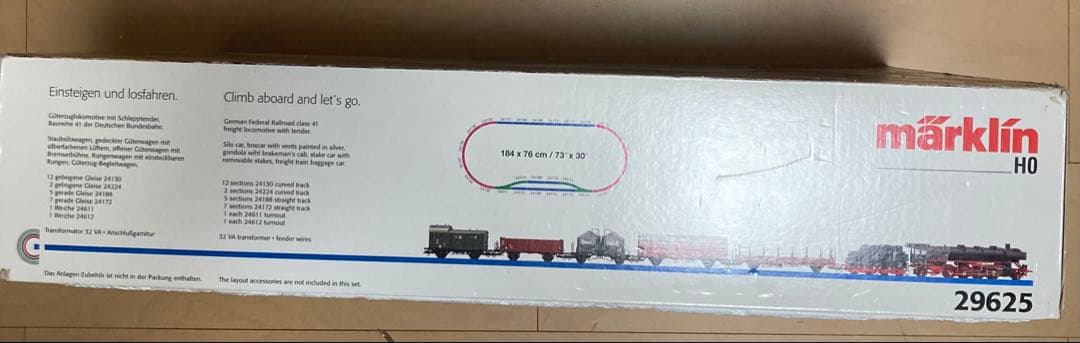 Einsteigen und losfahren.
Güterzuglokomotive mit Schlepptender,
Baureihe 41 der Deutschen Bundesbahn.
Staubsilowagen, gedeckter Güterwagen mit
silberfarbenen Lüftern, offener Güterwagen mit
Bremserbühne, Rungenwagen mit einsteckbaren
Rungen, Güterzug-Begleitwagen.
12 gebogene Gleise 24130
2 gebogene Gleise 24224
5 gerade Gleise 24188
7 gerade Gleise 24172
1 Weiche 24611
1 Weiche 24612
Transformator 32 VA • Anschlußgarnitur
Das Anlagen-Zubehör ist nicht in der Packung enthalten.
Climb aboard and let's go.
German Federal Railroad class 41
freight locomotive with tender.
Silo car, boxcar with vents painted in silver,
gondola wiht brakeman's cab, stake car with
removable stakes, freight train baggage car.
12 sections 24130 curved track
2 sections 24224 curved track
5 sections 24188 straight track
7 sections 24172 straight track
1 each 24611 turnout
1 each 24612 turnout
32 VA transformer • feeder wires
The layout accessories are not included in this set.
184 x 76 cm / 73" x 30"
märklin
H0
29625